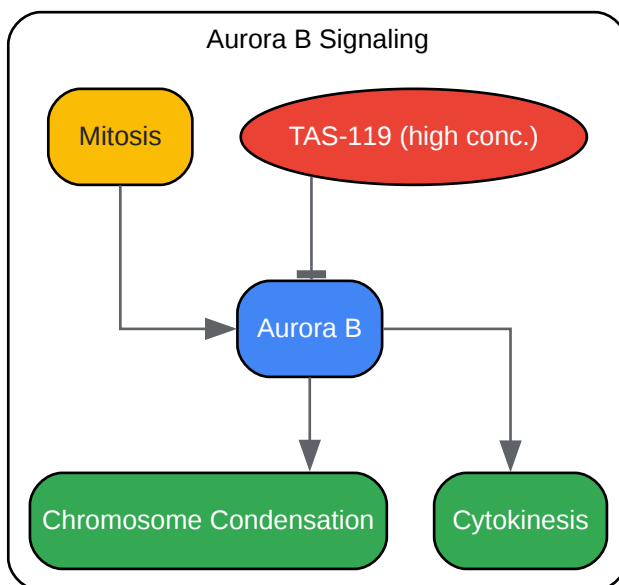 Aurora B Signaling
Mitosis
TAS-119 (high conc.)
Aurora B
Chromosome Condensation
Cytokinesis